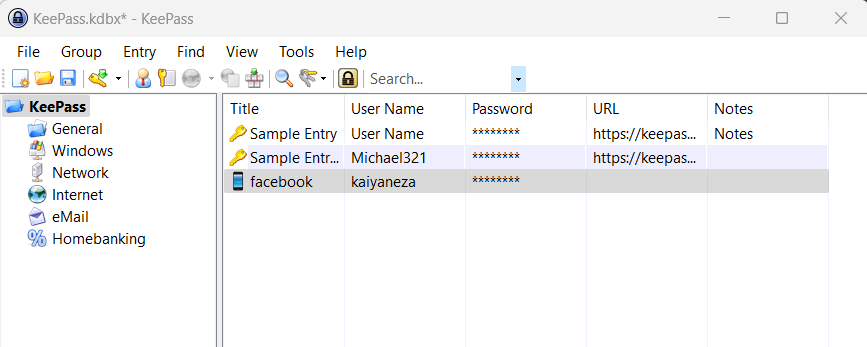 KeePass.kdbx* - KeePass
File Group Entry Find View Tools Help
Search...
KeePass
General
Windows
Network
Internet
eMail
Homebanking
Title User Name Password URL Notes
Sample Entry User Name ******** https://keepas... Notes
Sample Entr... Michael321 ******** https://keepas...
facebook kaiyaneza ********